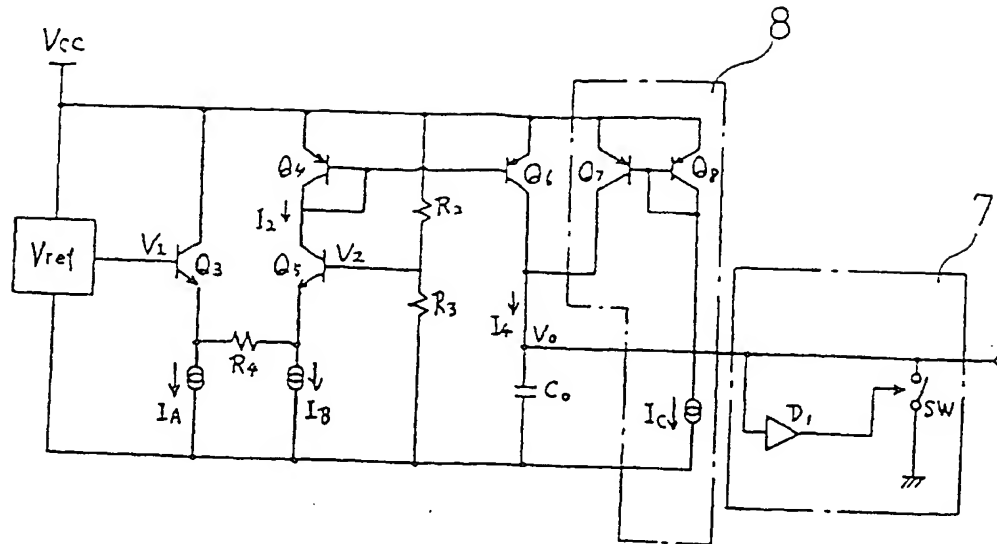 8
Vcc
7
Q4
Q6
Q7
Q8
R2
I2
Vref
V1
Q3
Q5
V2
R3
I4
Vo
R4
IA
IB
Co
Ic
D1
SW